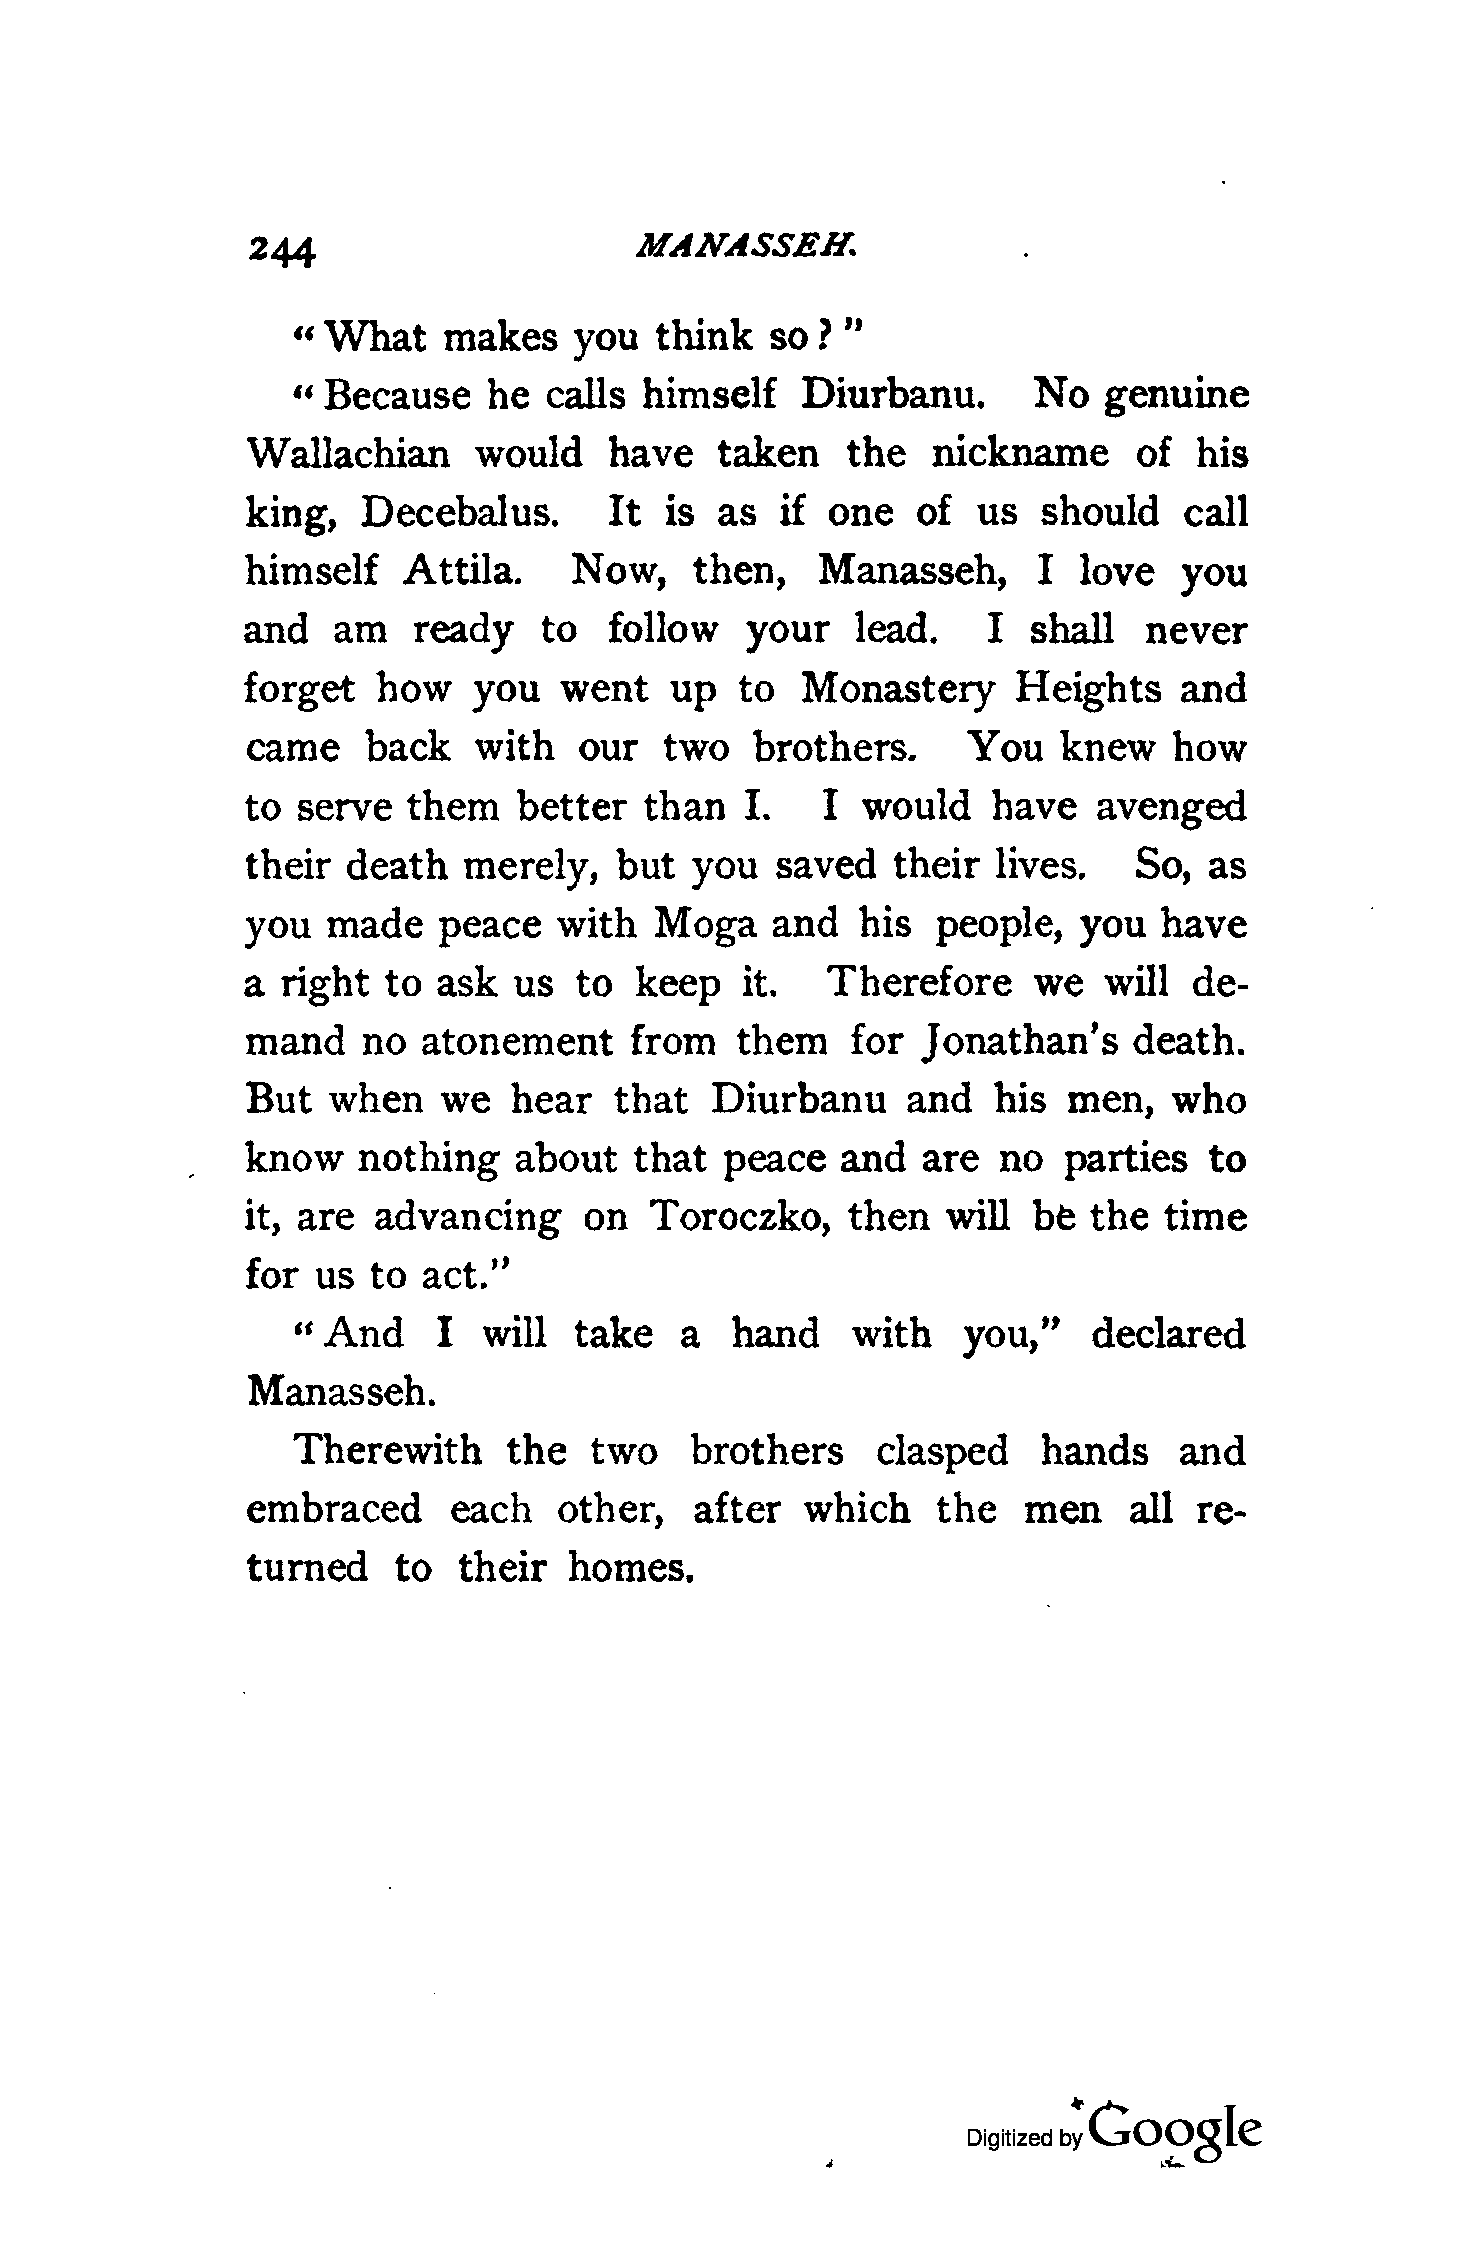 244 MANASSEH.
" What makes you think so ? "
" Because he calls himself Diurbanu. No genuine
Wallachian would have taken the nickname of his
king, Decebalus. It is as if one of us should call
himself Attila. Now, then, Manasseh, I love you
and am ready to follow your lead. I shall never
forget how you went up to Monastery Heights and
came back with our two brothers. You knew how
to serve them better than I. I would have avenged
their death merely, but you saved their lives. So, as
you made peace with Moga and his people, you have
a right to ask us to keep it. Therefore we will de-
mand no atonement from them for Jonathan's death.
But when we hear that Diurbanu and his men, who
know nothing about that peace and are no parties to
it, are advancing on Toroczko, then will be the time
for us to act."
" And I will take a hand with you," declared
Manasseh.
Therewith the two brothers clasped hands and
embraced each other, after which the men all re-
turned to their homes.
Digitized by Google